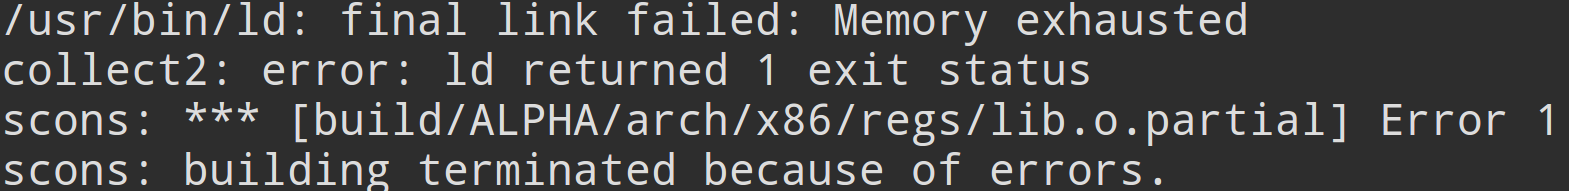 /usr/bin/ld: final link failed: Memory exhausted
collect2: error: ld returned 1 exit status
scons: *** [build/ALPHA/arch/x86/regs/lib.o.partial] Error 1
scons: building terminated because of errors.